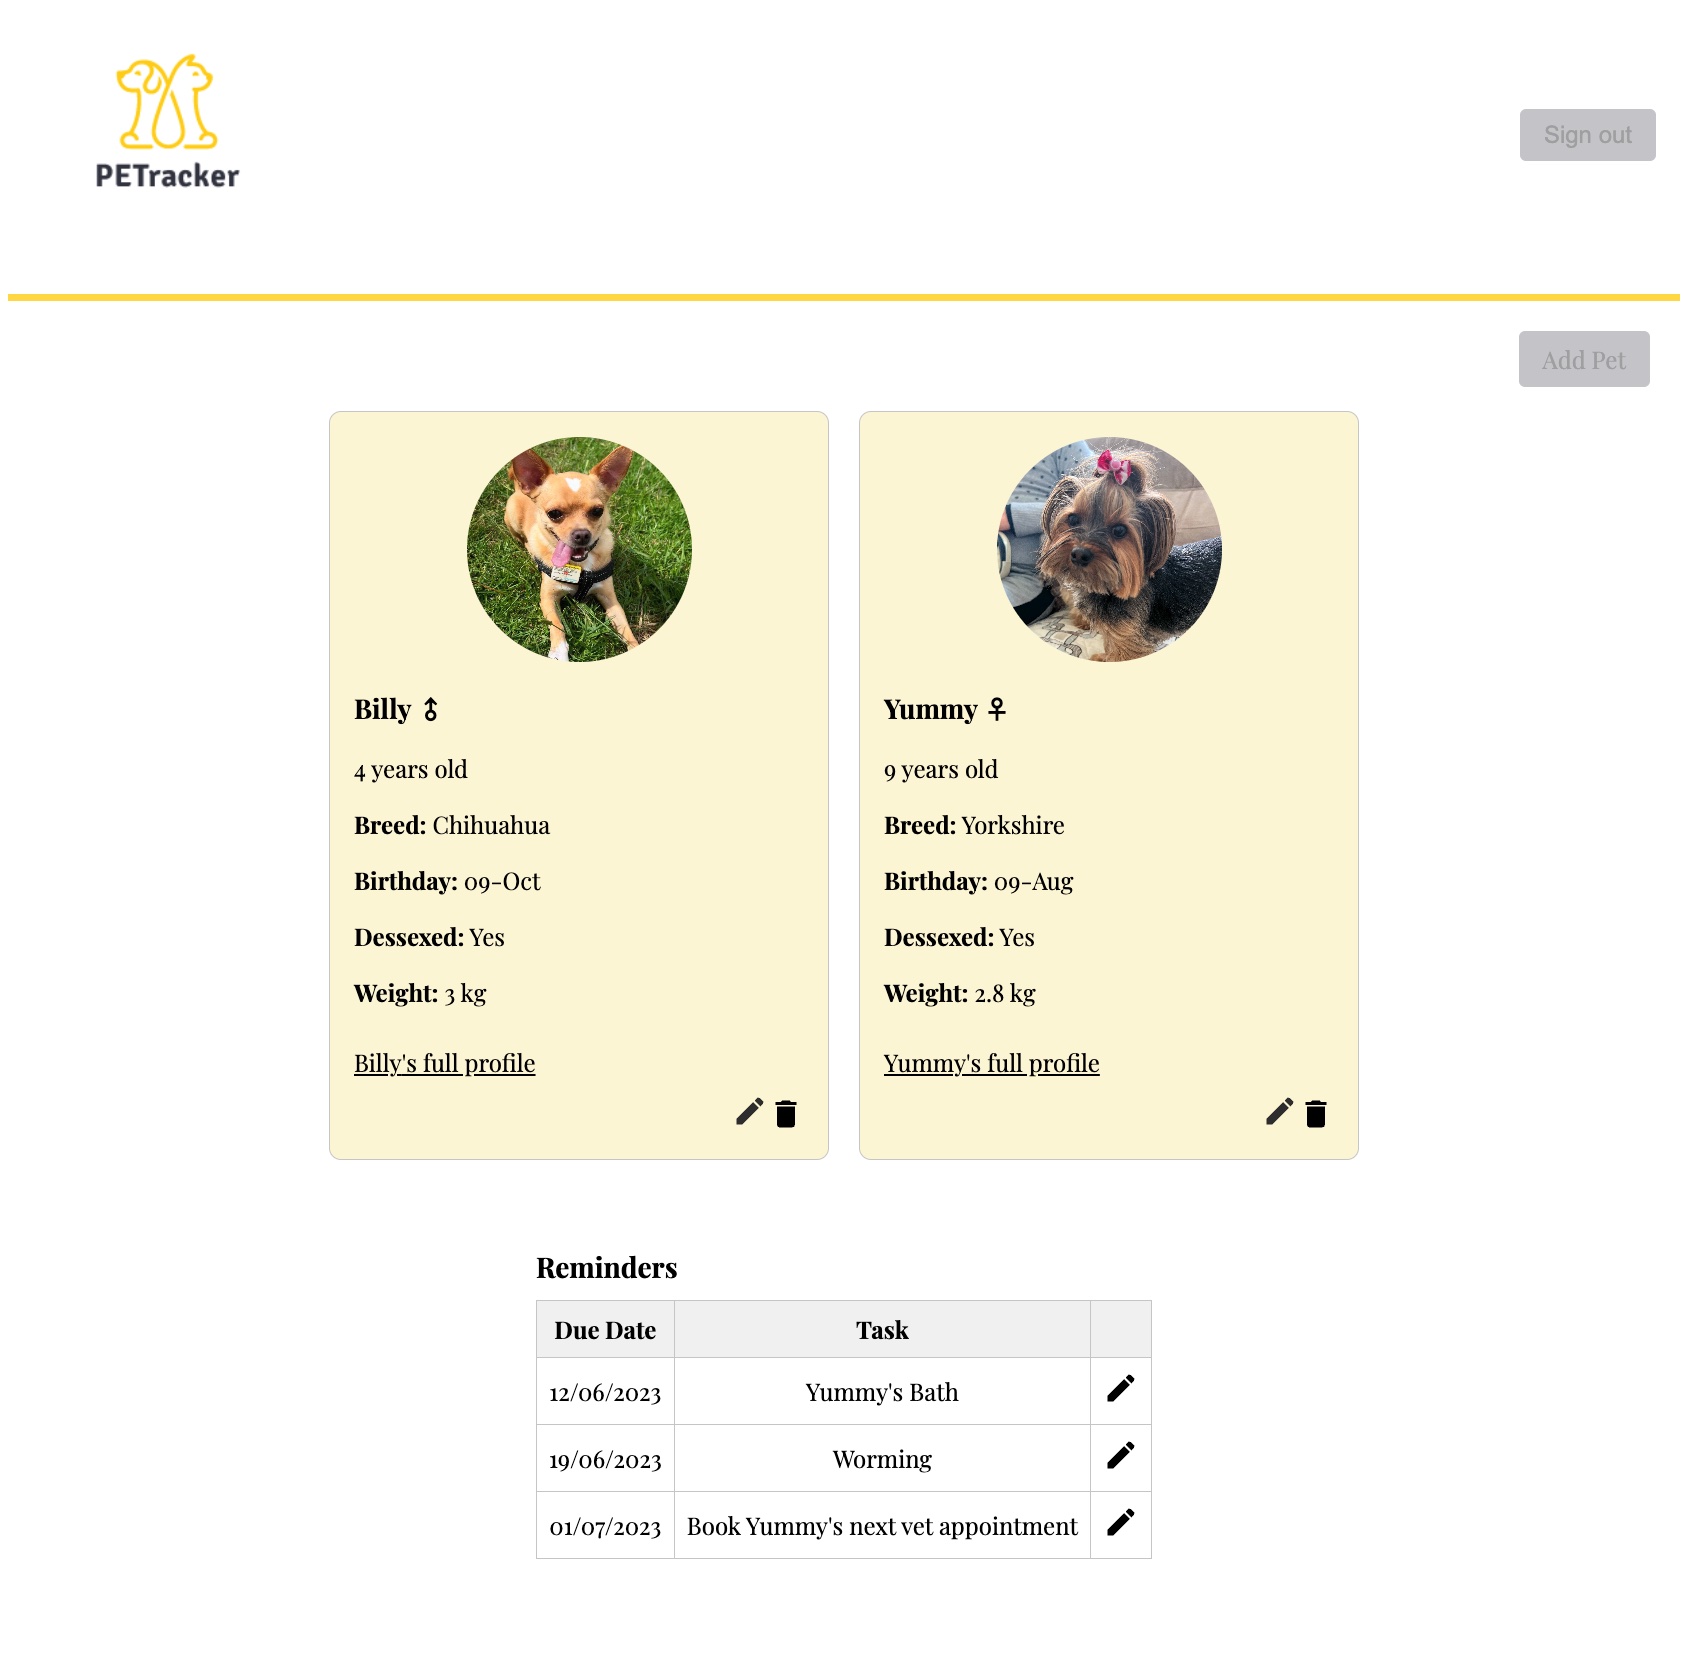 PETracker
Sign out
Add Pet
Billy
4 years old
Breed: Chihuahua
Birthday: 09-Oct
Dessexed: Yes
Weight: 3 kg
Billy's full profile
Yummy
9 years old
Breed: Yorkshire
Birthday: 09-Aug
Dessexed: Yes
Weight: 2.8 kg
Yummy's full profile
Reminders
Due Date Task
12/06/2023 Yummy's Bath
19/06/2023 Worming
01/07/2023 Book Yummy's next vet appointment